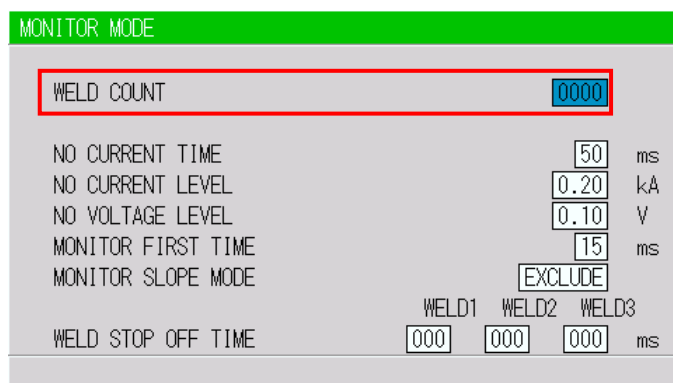 MONITOR MODE
WELD COUNT 0000
NO CURRENT TIME 50 ms
NO CURRENT LEVEL 0.20 kA
NO VOLTAGE LEVEL 0.10 V
MONITOR FIRST TIME 15 ms
MONITOR SLOPE MODE EXCLUDE
WELD1 WELD2 WELD3
WELD STOP OFF TIME 000 000 000 ms